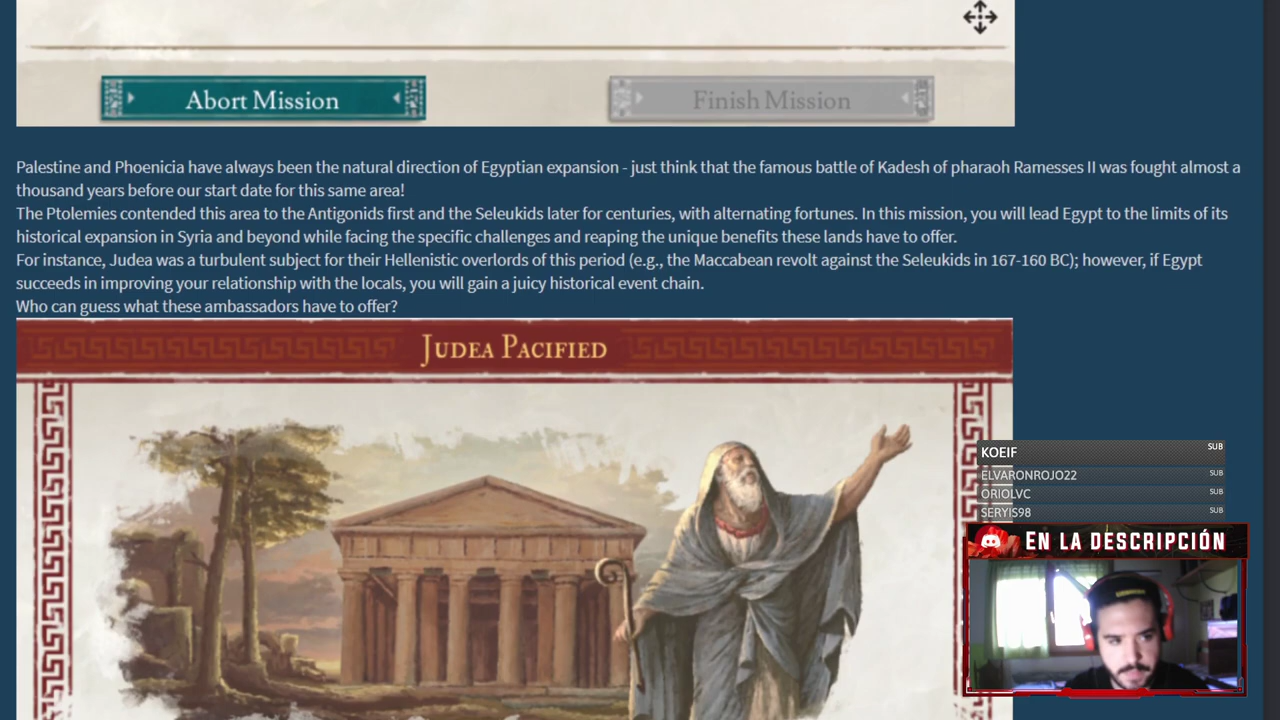 Abort Mission
Finish Mission
Palestine and Phoenicia have always been the natural direction of Egyptian expansion - just think that the famous battle of Kadesh of pharaoh Ramesses II was fought almost a
thousand years before our start date for this same area!
The Ptolemies contended this area to the Antigonids first and the Seleukids later for centuries, with alternating fortunes. In this mission, you will lead Egypt to the limits of its
historical expansion in Syria and beyond while facing the specific challenges and reaping the unique benefits these lands have to offer.
For instance, Judea was a turbulent subject for their Hellenistic overlords of this period (e.g., the Maccabean revolt against the Seleukids in 167-160 BC); however, if Egypt
succeeds in improving your relationship with the locals, you will gain a juicy historical event chain.
Who can guess what these ambassadors have to offer?
JUDEA PACIFIED
KOEIF SUB
ELVARONROJO22 SUB
ORIOLVC SUB
SERYIS98 SUB
EN LA DESCRIPCIÓN